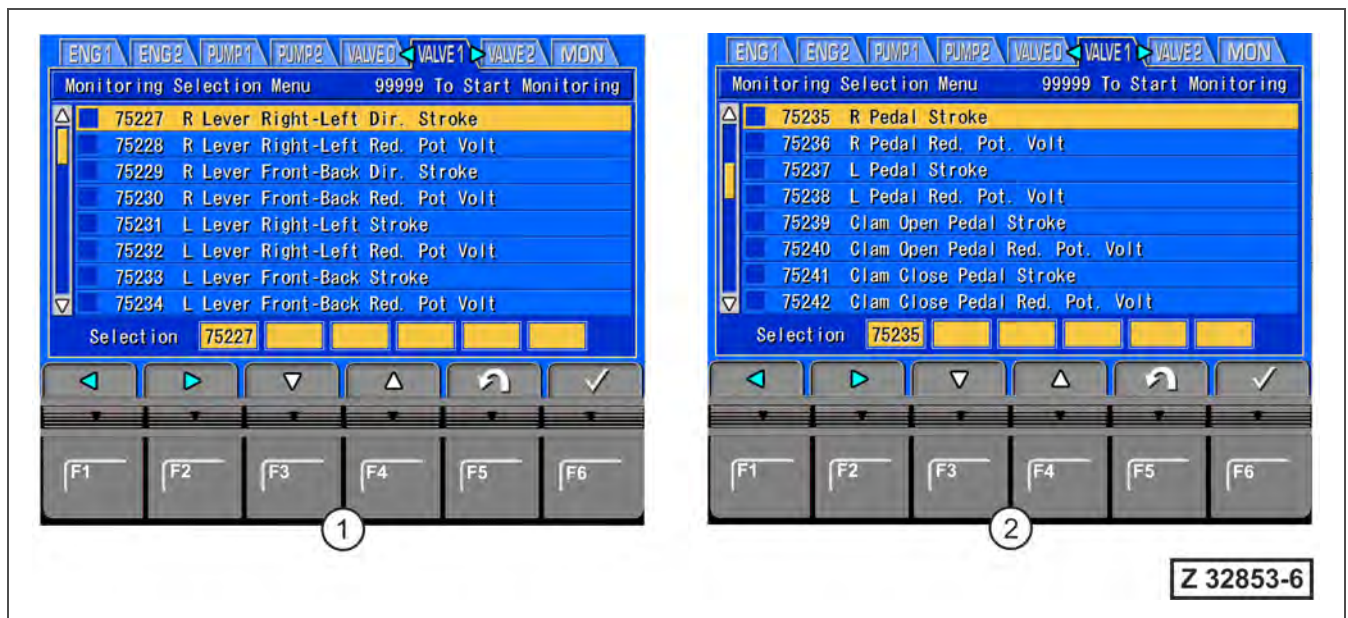 ENG1 ENG2 PUMP1 PUMP2 VALVE0 VALVE1 VALVE2 MON
Monitoring Selection Menu 99999 To Start Monitoring
75227 R Lever Right-Left Dir. Stroke
75228 R Lever Right-Left Red. Pot Volt
75229 R Lever Front-Back Dir. Stroke
75230 R Lever Front-Back Red. Pot Volt
75231 L Lever Right-Left Stroke
75232 L Lever Right-Left Red. Pot Volt
75233 L Lever Front-Back Stroke
75234 L Lever Front-Back Red. Pot Volt
Selection 75227
F1 F2 F3 F4 F5 F6
1
ENG1 ENG2 PUMP1 PUMP2 VALVE0 VALVE1 VALVE2 MON
Monitoring Selection Menu 99999 To Start Monitoring
75235 R Pedal Stroke
75236 R Pedal Red. Pot. Volt
75237 L Pedal Stroke
75238 L Pedal Red. Pot. Volt
75239 Clam Open Pedal Stroke
75240 Clam Open Pedal Red. Pot. Volt
75241 Clam Close Pedal Stroke
75242 Clam Close Pedal Red. Pot. Volt
Selection 75235
F1 F2 F3 F4 F5 F6
2
Z 32853-6